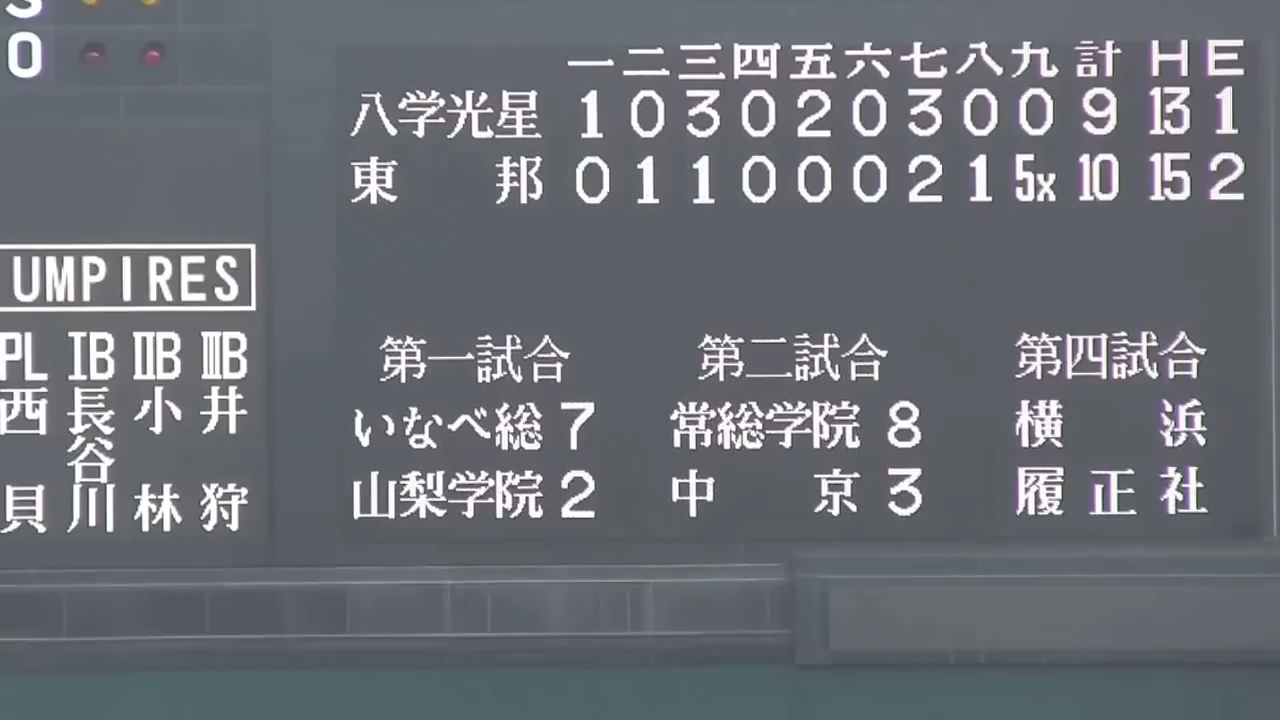 S
O
一 二 三 四 五 六 七 八 九 計 H E
八学光星 1 0 3 0 2 0 3 0 0 9 13 1
東邦 0 1 1 0 0 0 2 1 5x 10 15 2
UMPIRES
PL ⅠB ⅡB ⅢB
西貝 長谷川 小林 井狩
第一試合 第二試合 第四試合
いなべ総 7 常総学院 8 横浜
山梨学院 2 中京 3 履正社